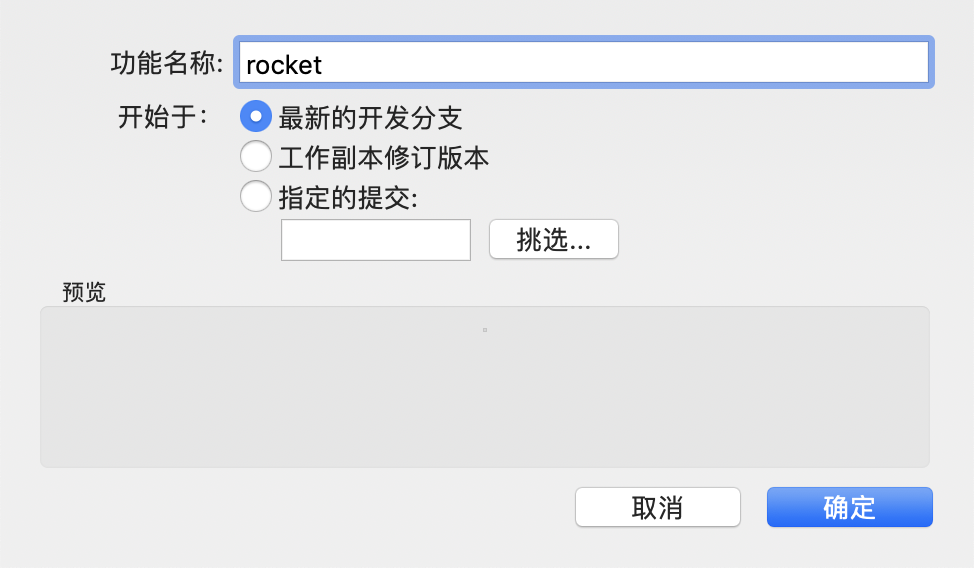 功能名称: rocket
开始于: 最新的开发分支
工作副本修订版本
指定的提交:
挑选...
预览
取消 确定